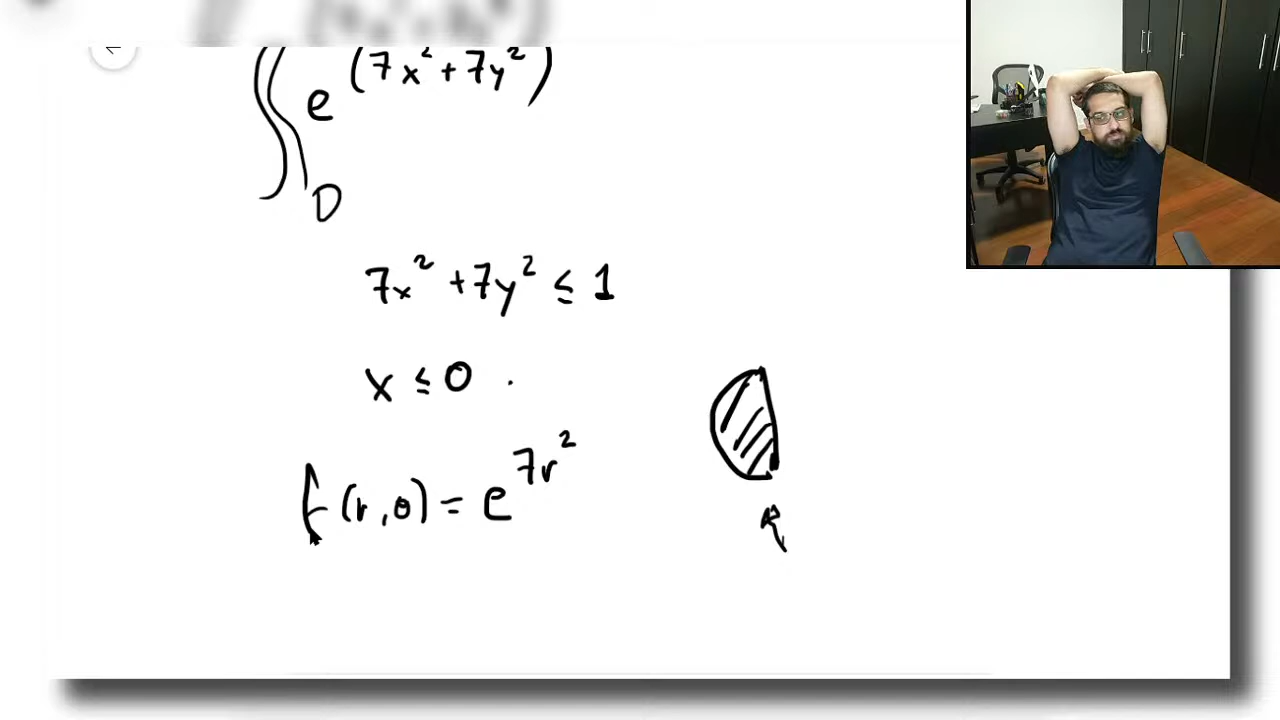 ∬_D e^(7x²+7y²)
7x² + 7y² ≤ 1
x ≤ 0 .
f(r,θ) = e^7r²